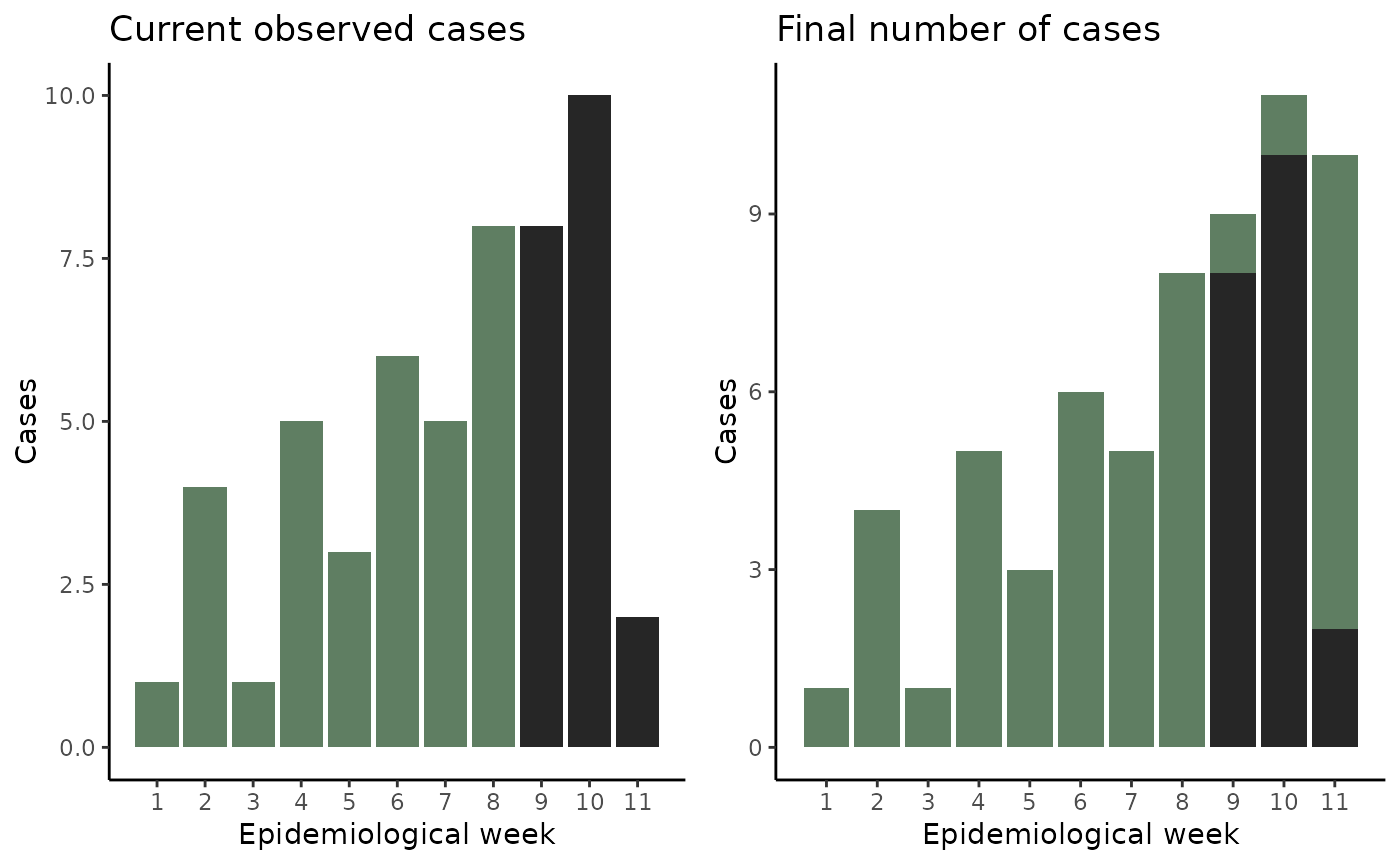 Current observed cases
Cases
10.0
7.5
5.0
2.5
0.0
1 2 3 4 5 6 7 8 9 10 11
Epidemiological week
Final number of cases
Cases
9
6
3
0
1 2 3 4 5 6 7 8 9 10 11
Epidemiological week